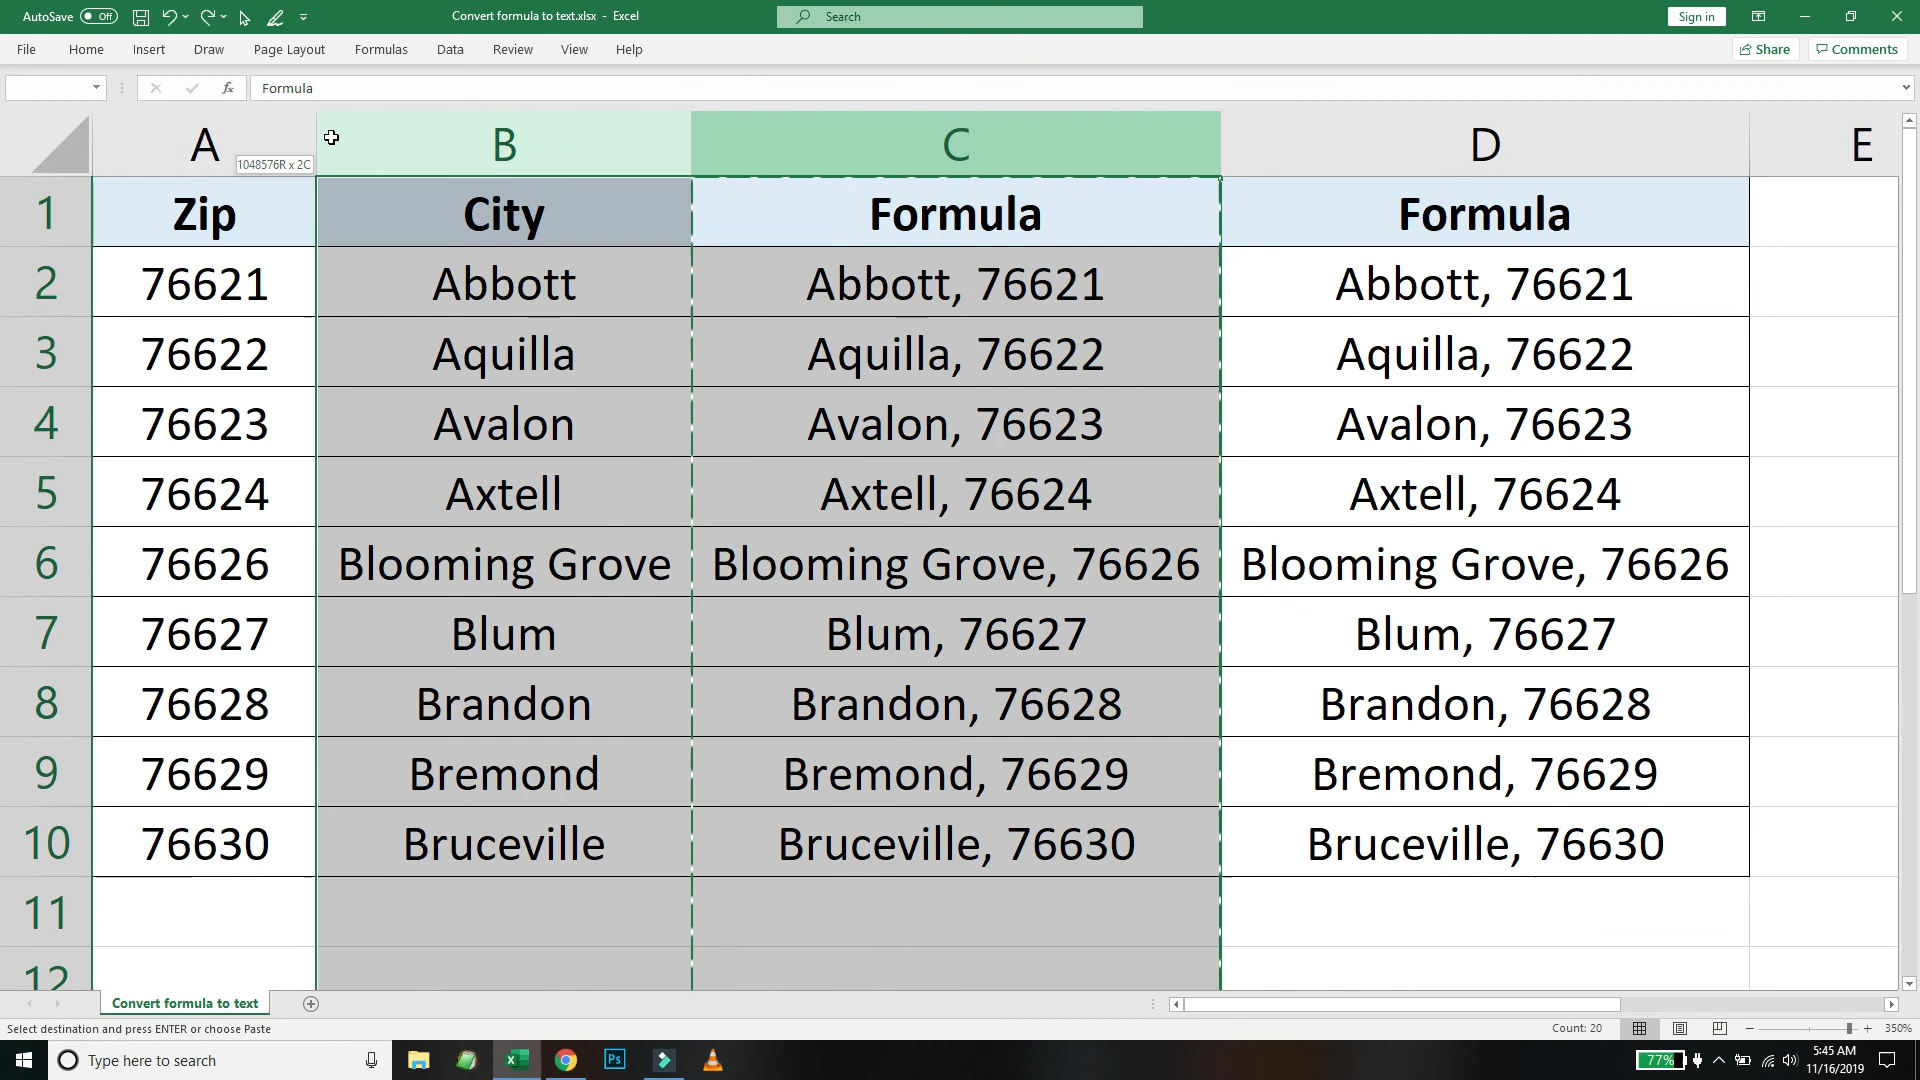 AutoSave Off Convert formula to text.xlsx - Excel Search Sign in
File Home Insert Draw Page Layout Formulas Data Review View Help Share Comments
fx Formula
A B C D E
1048576R x 2C
1 Zip City Formula Formula
2 76621 Abbott Abbott, 76621 Abbott, 76621
3 76622 Aquilla Aquilla, 76622 Aquilla, 76622
4 76623 Avalon Avalon, 76623 Avalon, 76623
5 76624 Axtell Axtell, 76624 Axtell, 76624
6 76626 Blooming Grove Blooming Grove, 76626 Blooming Grove, 76626
7 76627 Blum Blum, 76627 Blum, 76627
8 76628 Brandon Brandon, 76628 Brandon, 76628
9 76629 Bremond Bremond, 76629 Bremond, 76629
10 76630 Bruceville Bruceville, 76630 Bruceville, 76630
11
12
Convert formula to text
Select destination and press ENTER or choose Paste Count: 20 350%
Type here to search Ps 77% 5:45 AM
11/16/2019